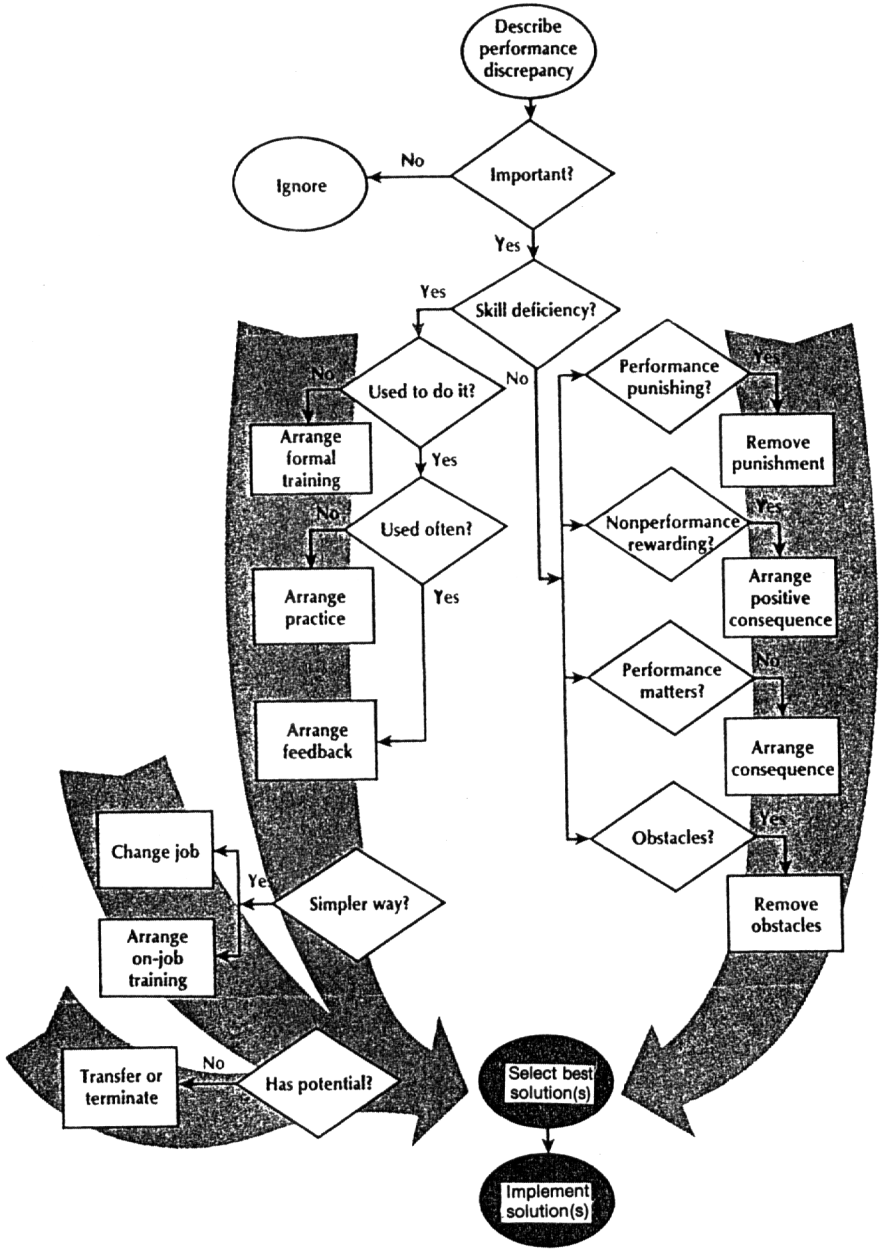 Describe
performance
discrepancy
Important?
No
Ignore
Yes
Skill deficiency?
Yes
No
Used to do it?
No
Arrange
formal
training
Yes
Used often?
No
Arrange
practice
Yes
Arrange
feedback
Performance
punishing?
Yes
Remove
punishment
Nonperformance
rewarding?
Yes
Arrange
positive
consequence
Performance
matters?
No
Arrange
consequence
Obstacles?
Yes
Remove
obstacles
Simpler way?
Yes
Change job
Arrange
on-job
training
Has potential?
No
Transfer or
terminate
Select best
solution(s)
Implement
solution(s)